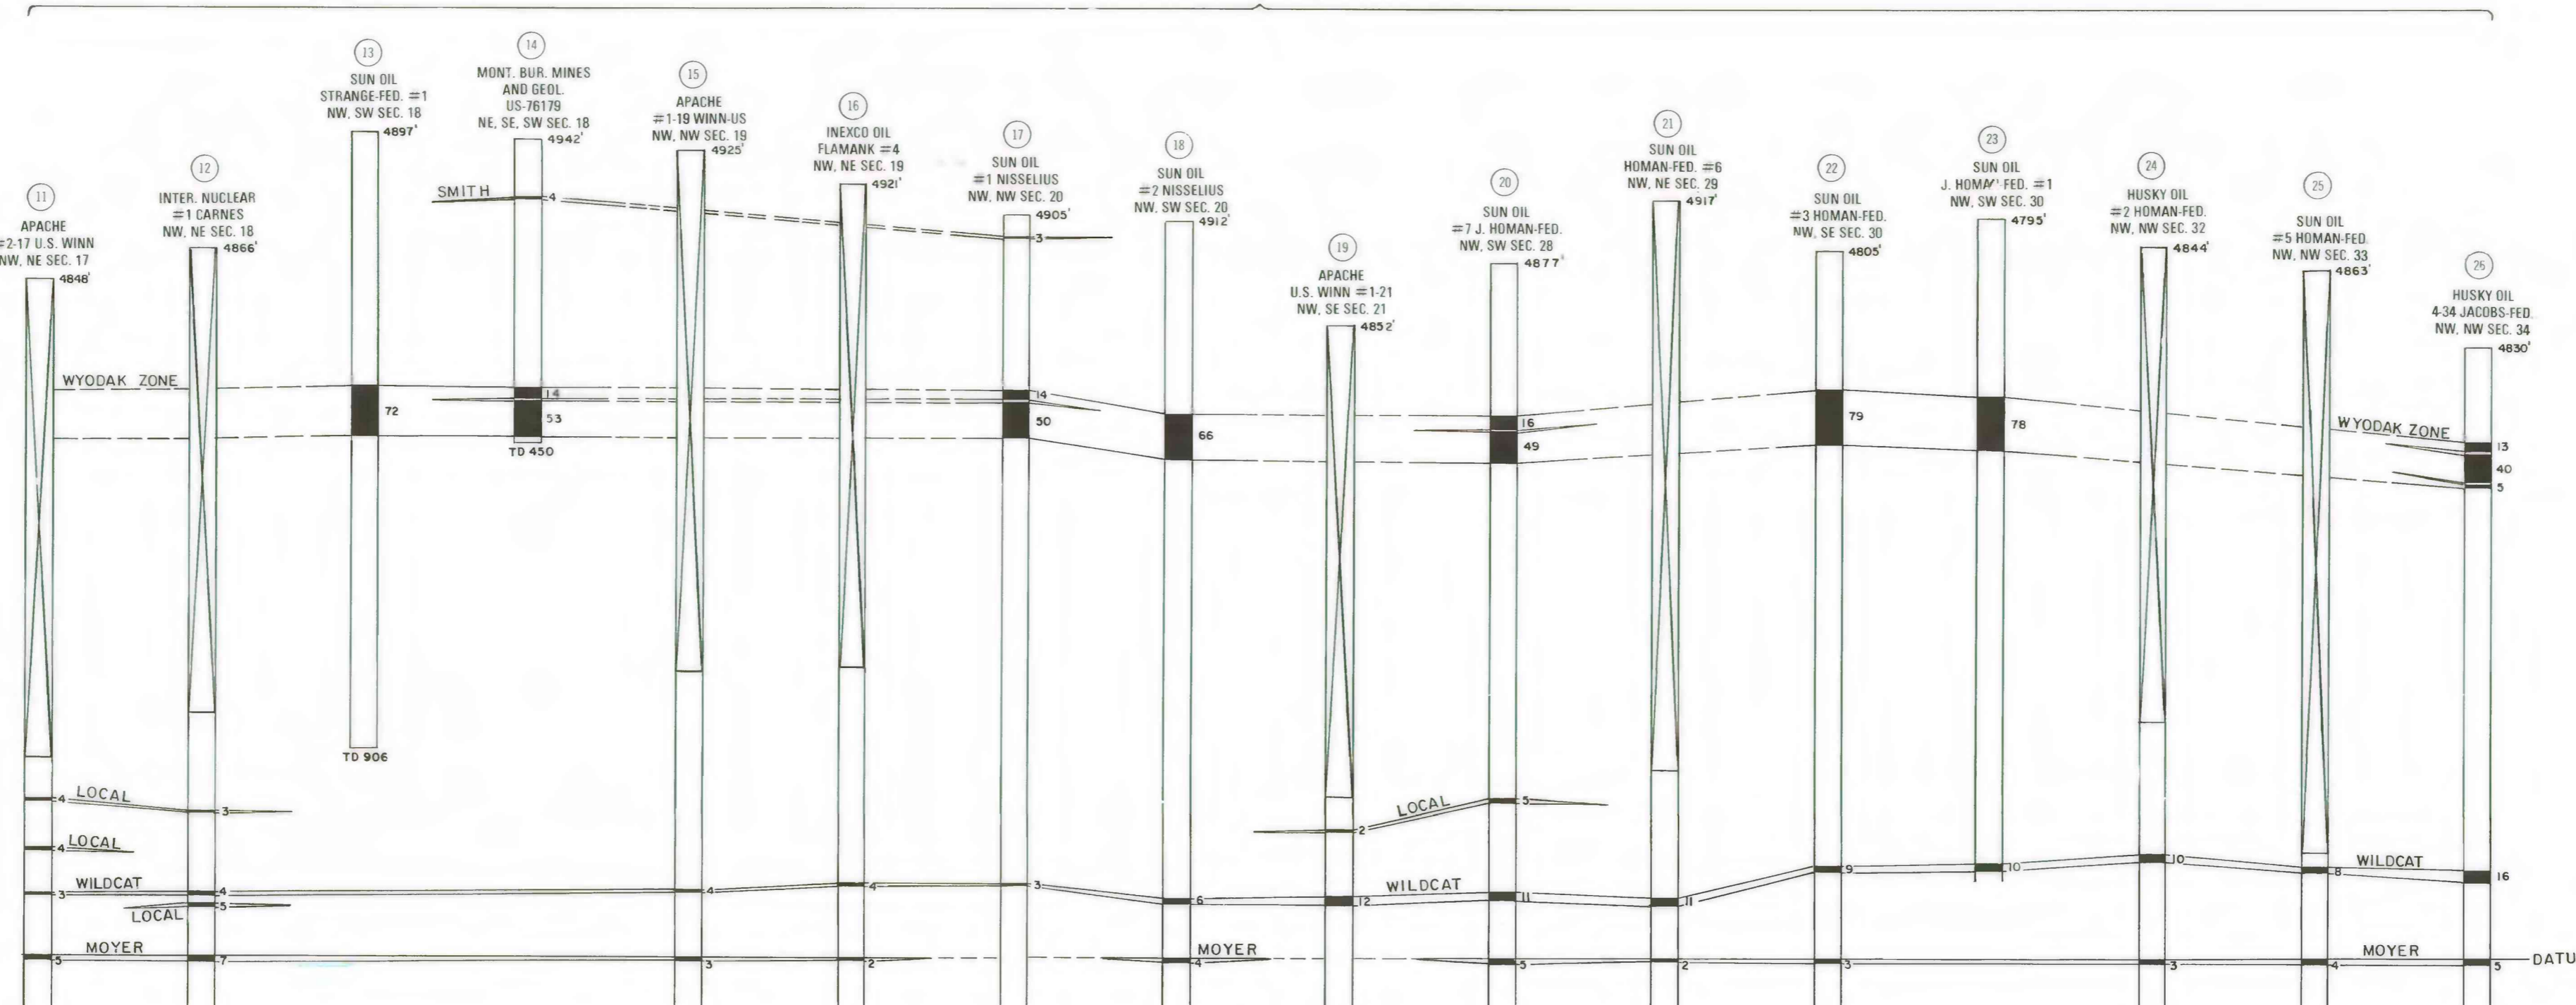 11
APACHE
#2-17 U.S. WINN
NW, NE SEC. 17
4848'
12
INTER. NUCLEAR
#1 CARNES
NW, NE SEC. 18
4866'
13
SUN OIL
STRANGE-FED. #1
NW, SW SEC. 18
4897'
14
MONT. BUR. MINES
AND GEOL.
US-76179
NE, SE, SW SEC. 18
4942'
15
APACHE
#1-19 WINN-US
NW, NW SEC. 19
4925'
16
INEXCO OIL
FLAMANK #4
NW, NE SEC. 19
4921'
17
SUN OIL
#1 NISSELIUS
NW, NW SEC. 20
4905'
18
SUN OIL
#2 NISSELIUS
NW, SW SEC. 20
4912'
19
APACHE
U.S. WINN #1-21
NW, SE SEC. 21
4852'
20
SUN OIL
#7 J. HOMAN-FED.
NW, SW SEC. 28
4877'
21
SUN OIL
HOMAN-FED. #6
NW, NE SEC. 29
4917'
22
SUN OIL
#3 HOMAN-FED.
NW, SE SEC. 30
4805'
23
SUN OIL
J. HOMAN-FED. #1
NW, SW SEC. 30
4795'
24
HUSKY OIL
#2 HOMAN-FED.
NW, NW SEC. 32
4844'
25
SUN OIL
#5 HOMAN-FED.
NW, NW SEC. 33
4863'
26
HUSKY OIL
4-34 JACOBS-FED.
NW, NW SEC. 34
4830'
SMITH 4 3
WYODAK ZONE 72 14 53 14 50 66 16 49 79 78 WYODAK ZONE 13 40 5
TD 450
TD 906
4 LOCAL 3
2 LOCAL 5
4 LOCAL
3 WILDCAT 4 4 4 3 6 12 WILDCAT 11 11 9 10 10 8 WILDCAT 16
LOCAL 5
5 MOYER 7 3 2 4 MOYER 5 2 3 3 4 MOYER 5 DATU